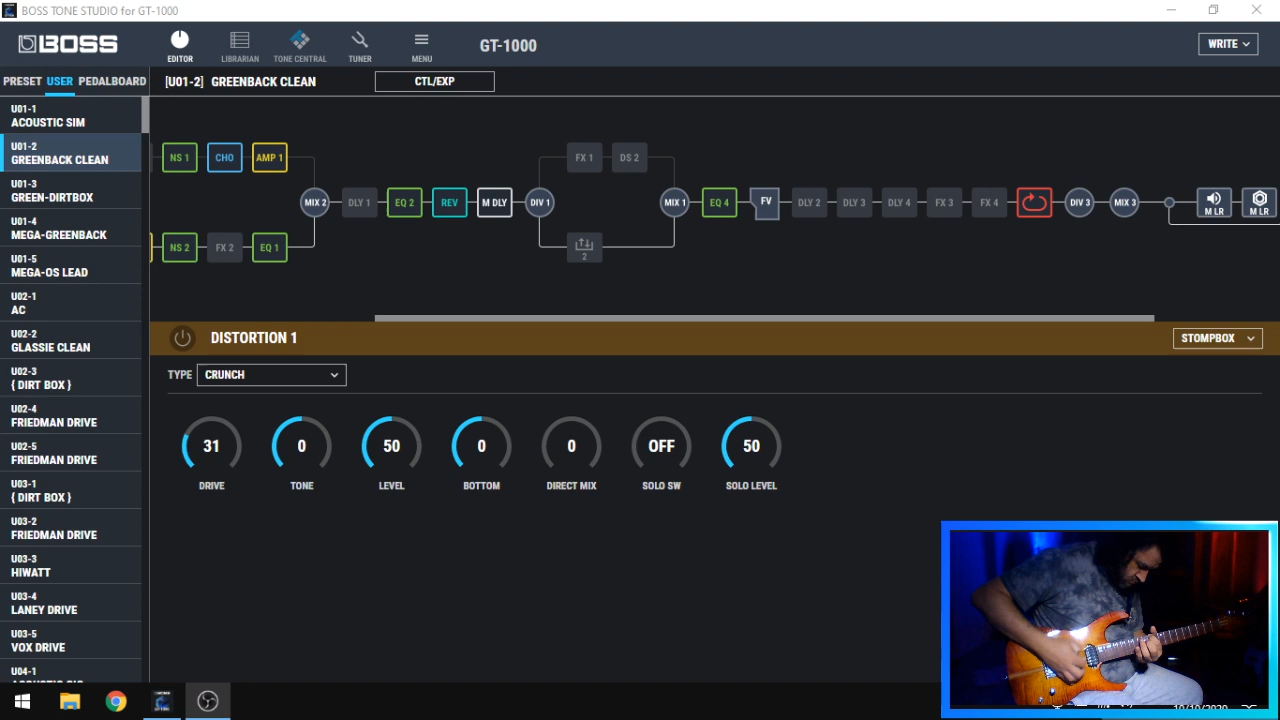 BOSS TONE STUDIO for GT-1000
BOSS
EDITOR
LIBRARIAN
TONE CENTRAL
TUNER
MENU
GT-1000
WRITE
PRESET USER PEDALBOARD
[U01-2] GREENBACK CLEAN
CTL/EXP
U01-1
ACOUSTIC SIM
U01-2
GREENBACK CLEAN
U01-3
GREEN-DIRTBOX
U01-4
MEGA-GREENBACK
U01-5
MEGA-OS LEAD
U02-1
AC
U02-2
GLASSIE CLEAN
U02-3
{ DIRT BOX }
U02-4
FRIEDMAN DRIVE
U02-5
FRIEDMAN DRIVE
U03-1
{ DIRT BOX }
U03-2
FRIEDMAN DRIVE
U03-3
HIWATT
U03-4
LANEY DRIVE
U03-5
VOX DRIVE
U04-1
ACOUSTIC SIC
NS 1 CHO AMP 1
FX 1 DS 2
MIX 2 DLY 1 EQ 2 REV M DLY DIV 1 MIX 1 EQ 4 FV DLY 2 DLY 3 DLY 4 FX 3 FX 4 DIV 3 MIX 3 M LR M LR
NS 2 FX 2 EQ 1
2
DISTORTION 1
STOMPBOX
TYPE CRUNCH
31 0 50 0 0 OFF 50
DRIVE TONE LEVEL BOTTOM DIRECT MIX SOLO SW SOLO LEVEL